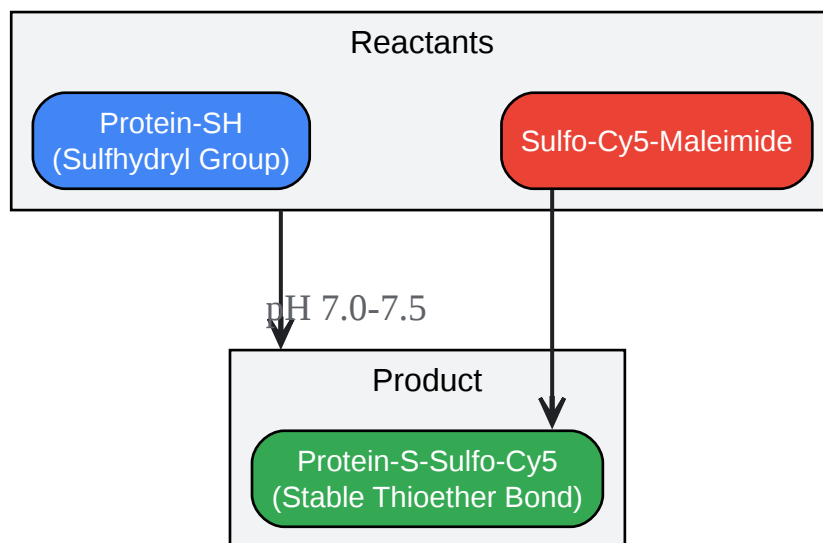 Reactants
Protein-SH
(Sulfhydryl Group)
Sulfo-Cy5-Maleimide
pH 7.0-7.5
Product
Protein-S-Sulfo-Cy5
(Stable Thioether Bond)